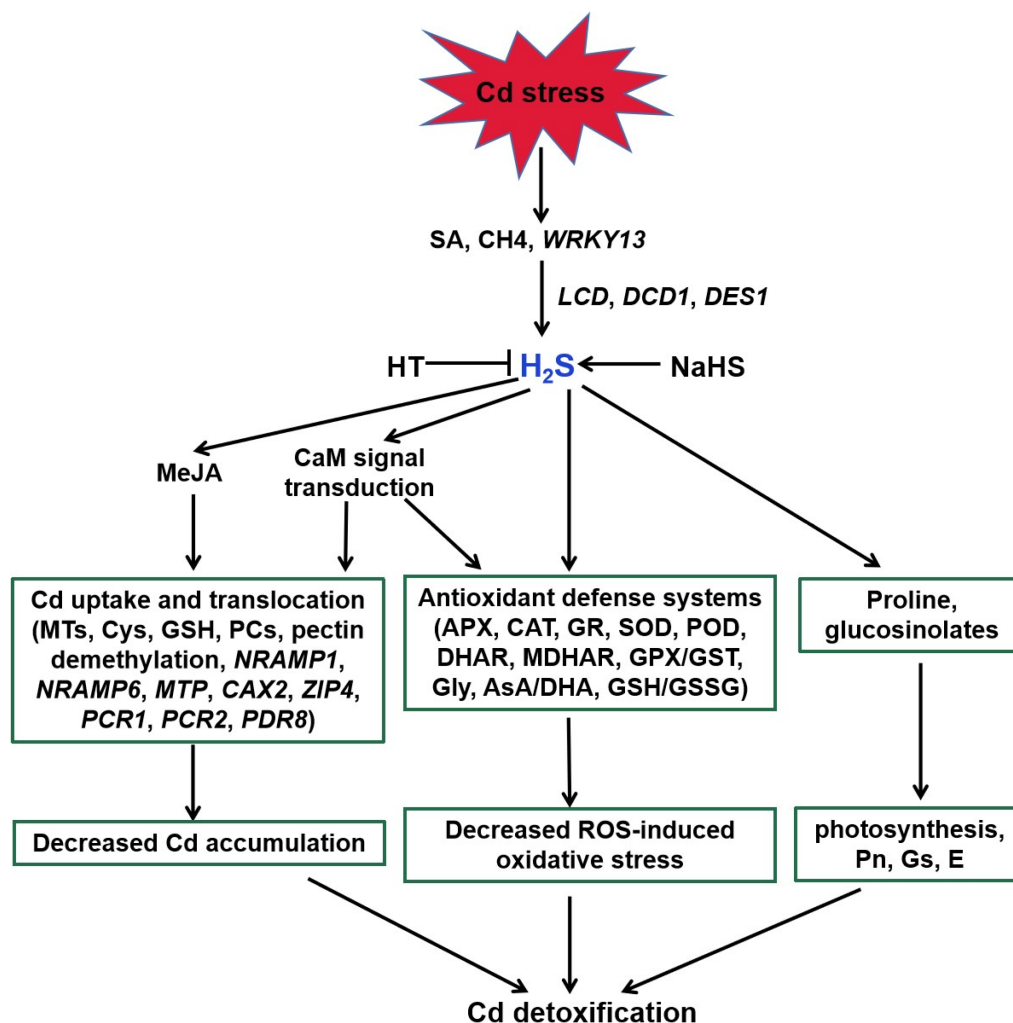 Cd stress
SA, CH4, WRKY13
LCD, DCD1, DES1
HT
H₂S
NaHS
MeJA
CaM signal
transduction
Cd uptake and translocation
(MTs, Cys, GSH, PCs, pectin
demethylation, NRAMP1,
NRAMP6, MTP, CAX2, ZIP4,
PCR1, PCR2, PDR8)
Antioxidant defense systems
(APX, CAT, GR, SOD, POD,
DHAR, MDHAR, GPX/GST,
Gly, AsA/DHA, GSH/GSSG)
Proline,
glucosinolates
Decreased Cd accumulation
Decreased ROS-induced
oxidative stress
photosynthesis,
Pn, Gs, E
Cd detoxification